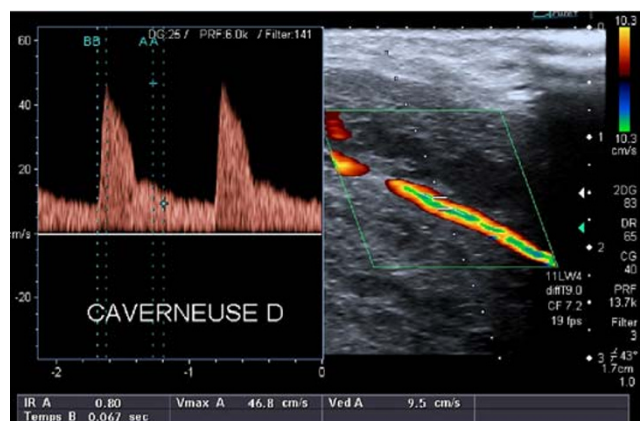 DG:25 / PRF:6.0k / Filter:141
10.3
60
BB
AA
40
20
cm/s
-20
CAVERNEUSE D
-2
-1
0
0
1
2
3
10.3
cm/s
2DG
83
DR
65
CG
40
PRF
13.7k
Filter
3
43°
1.7cm
1.0
11LW4
diffT9.0
CF 7.2
19 fps
IR A 0.80 Vmax A 46.8 cm/s Ved A 9.5 cm/s
Temps B 0.067 sec